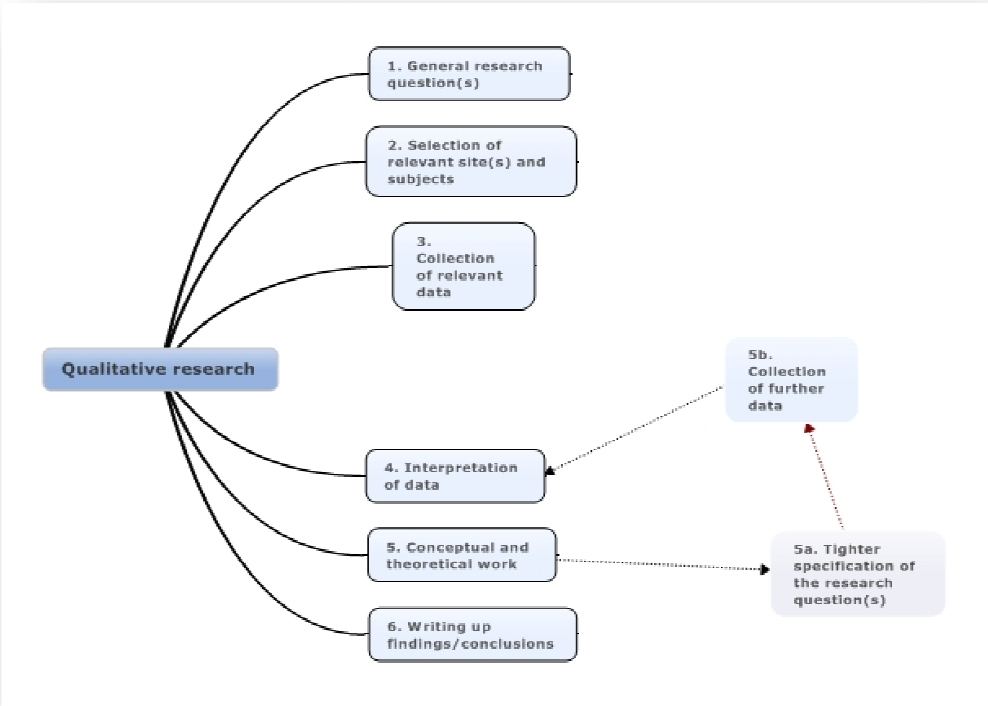 1. General research
question(s)
2. Selection of
relevant site(s) and
subjects
3.
Collection
of relevant
data
Qualitative research
5b.
Collection
of further
data
4. Interpretation
of data
5. Conceptual and
theoretical work
5a. Tighter
specification of
the research
question(s)
6. Writing up
findings/conclusions